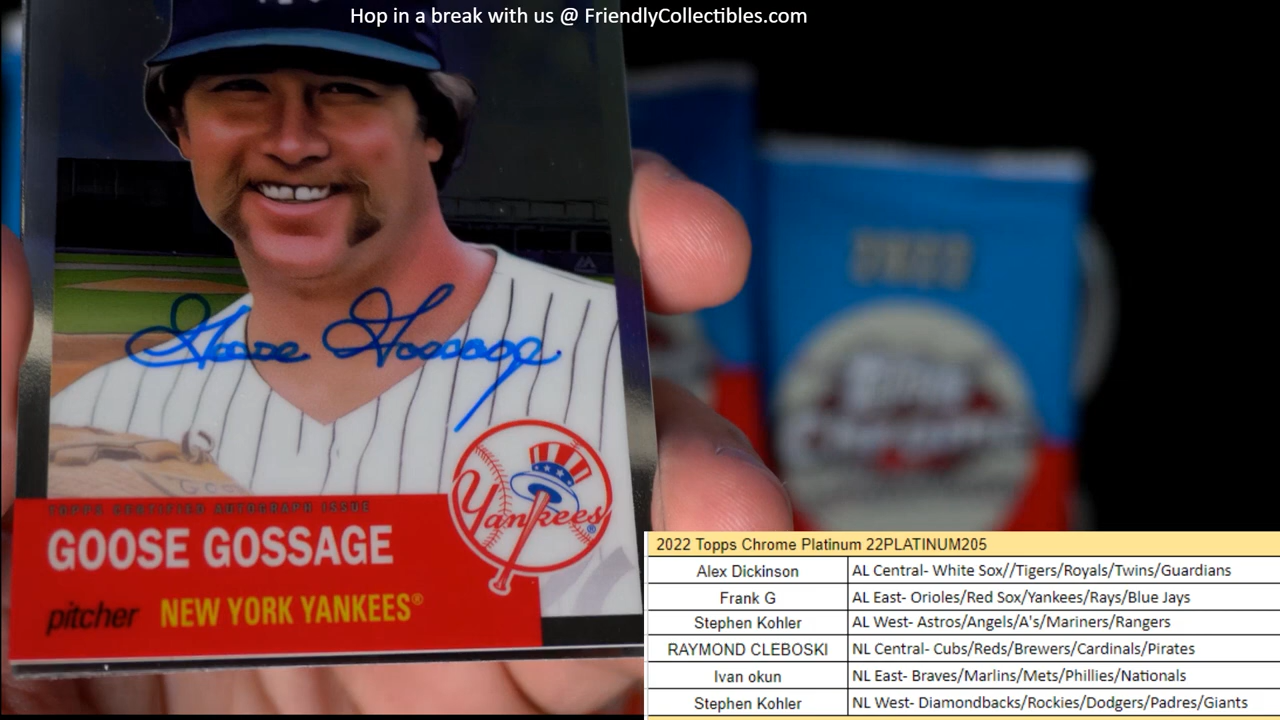 Hop in a break with us @ FriendlyCollectibles.com
2022
Topps
Chrome
Goose Gossage
Yankees®
TOPPS CERTIFIED AUTOGRAPH ISSUE
GOOSE GOSSAGE
pitcher NEW YORK YANKEES®
2022 Topps Chrome Platinum 22PLATINUM205
Alex Dickinson AL Central- White Sox//Tigers/Royals/Twins/Guardians
Frank G AL East- Orioles/Red Sox/Yankees/Rays/Blue Jays
Stephen Kohler AL West- Astros/Angels/A's/Mariners/Rangers
RAYMOND CLEBOSKI NL Central- Cubs/Reds/Brewers/Cardinals/Pirates
Ivan okun NL East- Braves/Marlins/Mets/Phillies/Nationals
Stephen Kohler NL West- Diamondbacks/Rockies/Dodgers/Padres/Giants